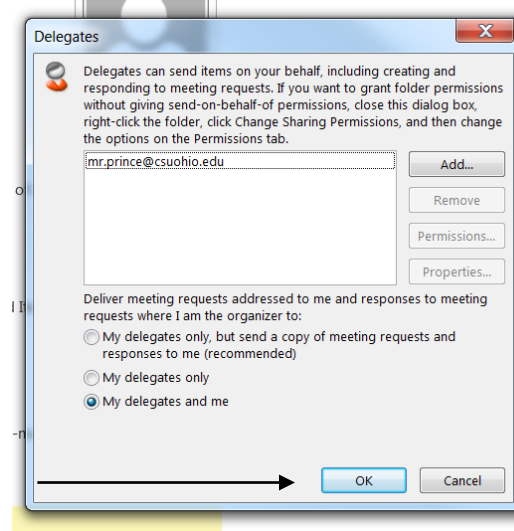 Delegates
Delegates can send items on your behalf, including creating and
responding to meeting requests. If you want to grant folder permissions
without giving send-on-behalf-of permissions, close this dialog box,
right-click the folder, click Change Sharing Permissions, and then change
the options on the Permissions tab.
mr.prince@csuohio.edu
Add...
Remove
Permissions...
Properties...
Deliver meeting requests addressed to me and responses to meeting
requests where I am the organizer to:
My delegates only, but send a copy of meeting requests and
responses to me (recommended)
My delegates only
My delegates and me
OK
Cancel